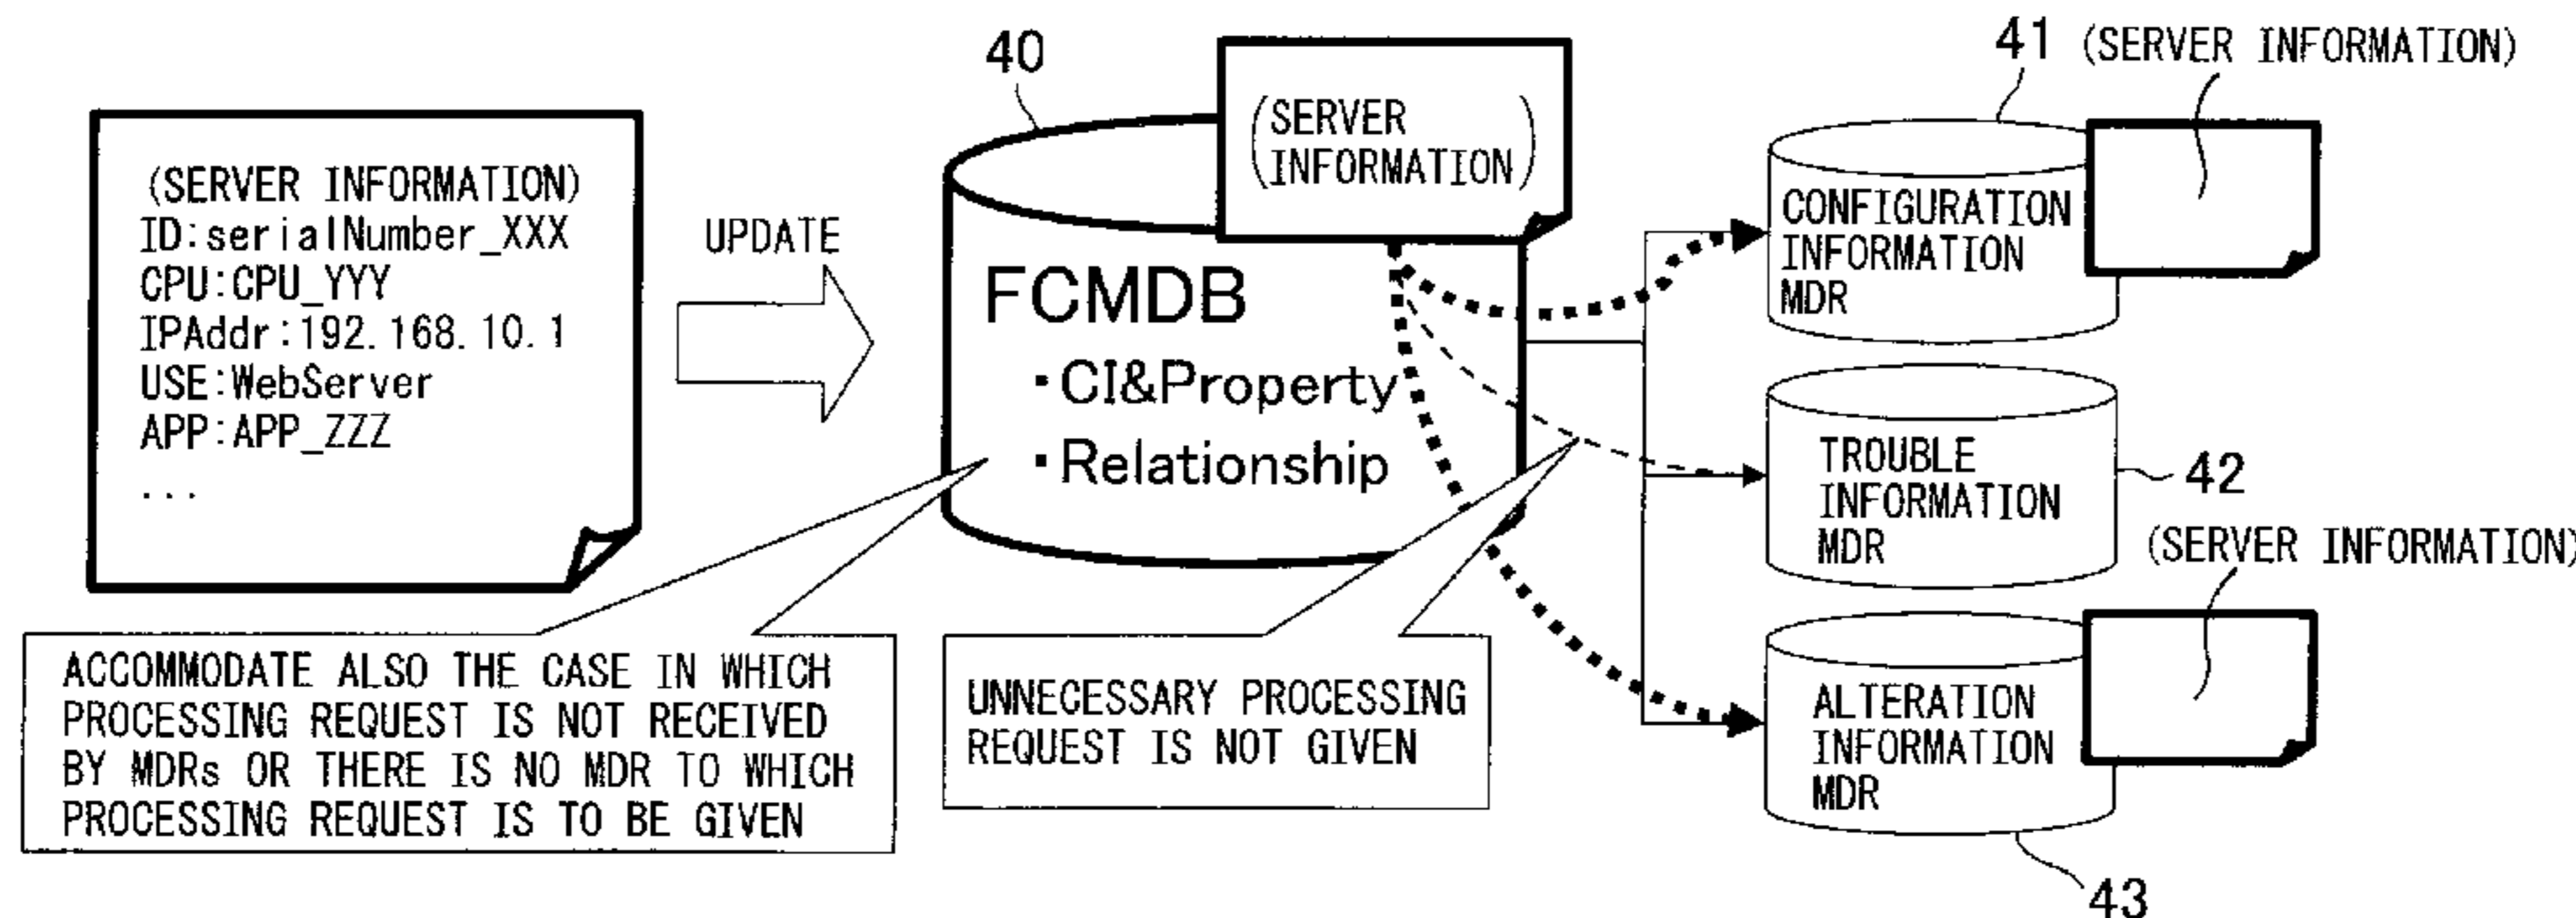 (SERVER INFORMATION)
ID:serialNumber_XXX
CPU:CPU_YYY
IPAddr:192.168.10.1
USE:WebServer
APP:APP_ZZZ
...
UPDATE
40
(SERVER
INFORMATION)
FCMDB
・CI&Property
・Relationship
41
(SERVER INFORMATION)
CONFIGURATION
INFORMATION
MDR
TROUBLE
INFORMATION
MDR
42
(SERVER INFORMATION)
ALTERATION
INFORMATION
MDR
43
ACCOMMODATE ALSO THE CASE IN WHICH
PROCESSING REQUEST IS NOT RECEIVED
BY MDRs OR THERE IS NO MDR TO WHICH
PROCESSING REQUEST IS TO BE GIVEN
UNNECESSARY PROCESSING
REQUEST IS NOT GIVEN